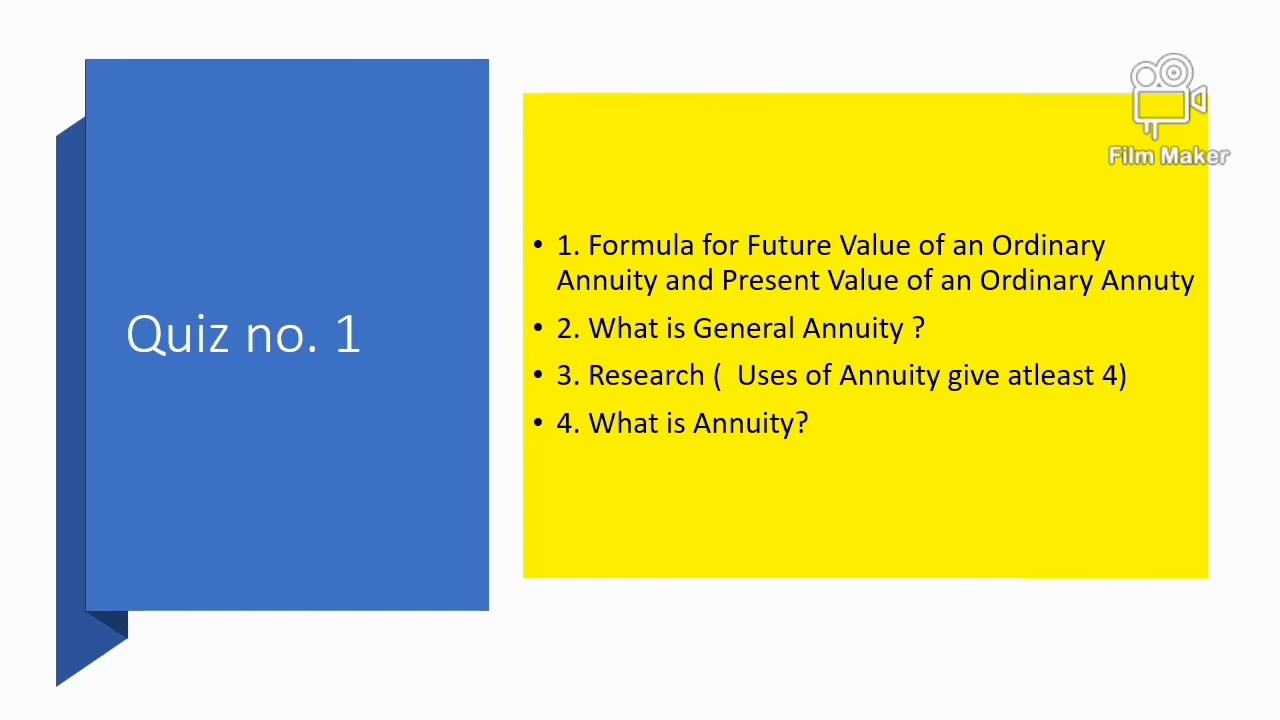 Film Maker
Quiz no. 1
• 1. Formula for Future Value of an Ordinary
Annuity and Present Value of an Ordinary Annuty
• 2. What is General Annuity ?
• 3. Research (  Uses of Annuity give atleast 4)
• 4. What is Annuity?